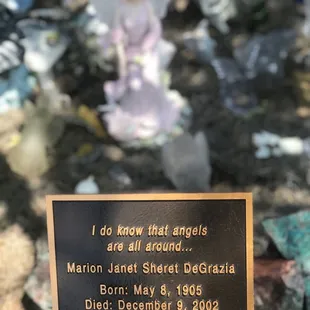 I do know that angels
are all around...
Marion Janet Sheret DeGrazia
Born: May 8, 1905
Died: December 9, 2002